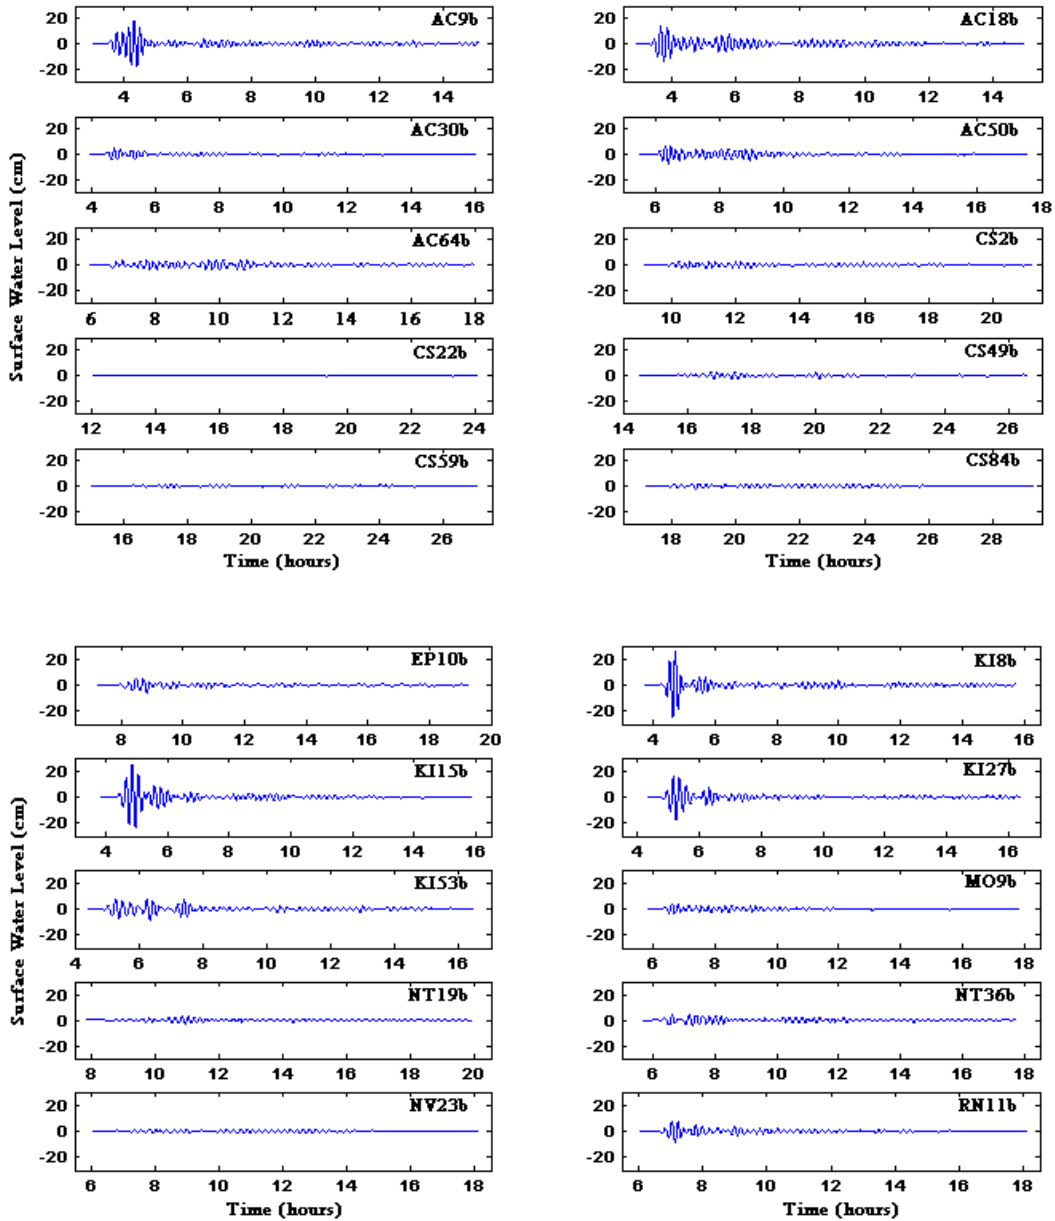 AC9b
20
0
-20
4 6 8 10 12 14
AC18b
20
0
-20
4 6 8 10 12 14
AC30b
20
0
-20
4 6 8 10 12 14 16
AC50b
20
0
-20
6 8 10 12 14 16 18
AC64b
20
0
-20
6 8 10 12 14 16 18
CS2b
20
0
-20
10 12 14 16 18 20
CS22b
20
0
-20
12 14 16 18 20 22 24
CS49b
20
0
-20
14 16 18 20 22 24 26
CS59b
20
0
-20
16 18 20 22 24 26
CS84b
20
0
-20
18 20 22 24 26 28
Surface Water Level (cm)
Time (hours)
Time (hours)
EP10b
20
0
-20
8 10 12 14 16 18 20
KI8b
20
0
-20
4 6 8 10 12 14 16
KI15b
20
0
-20
4 6 8 10 12 14 16
KI27b
20
0
-20
4 6 8 10 12 14 16
KI53b
20
0
-20
4 6 8 10 12 14 16
MO9b
20
0
-20
6 8 10 12 14 16 18
NT19b
20
0
-20
8 10 12 14 16 18 20
NT36b
20
0
-20
6 8 10 12 14 16 18
NV23b
20
0
-20
6 8 10 12 14 16 18
RN11b
20
0
-20
6 8 10 12 14 16 18
Surface Water Level (cm)
Time (hours)
Time (hours)